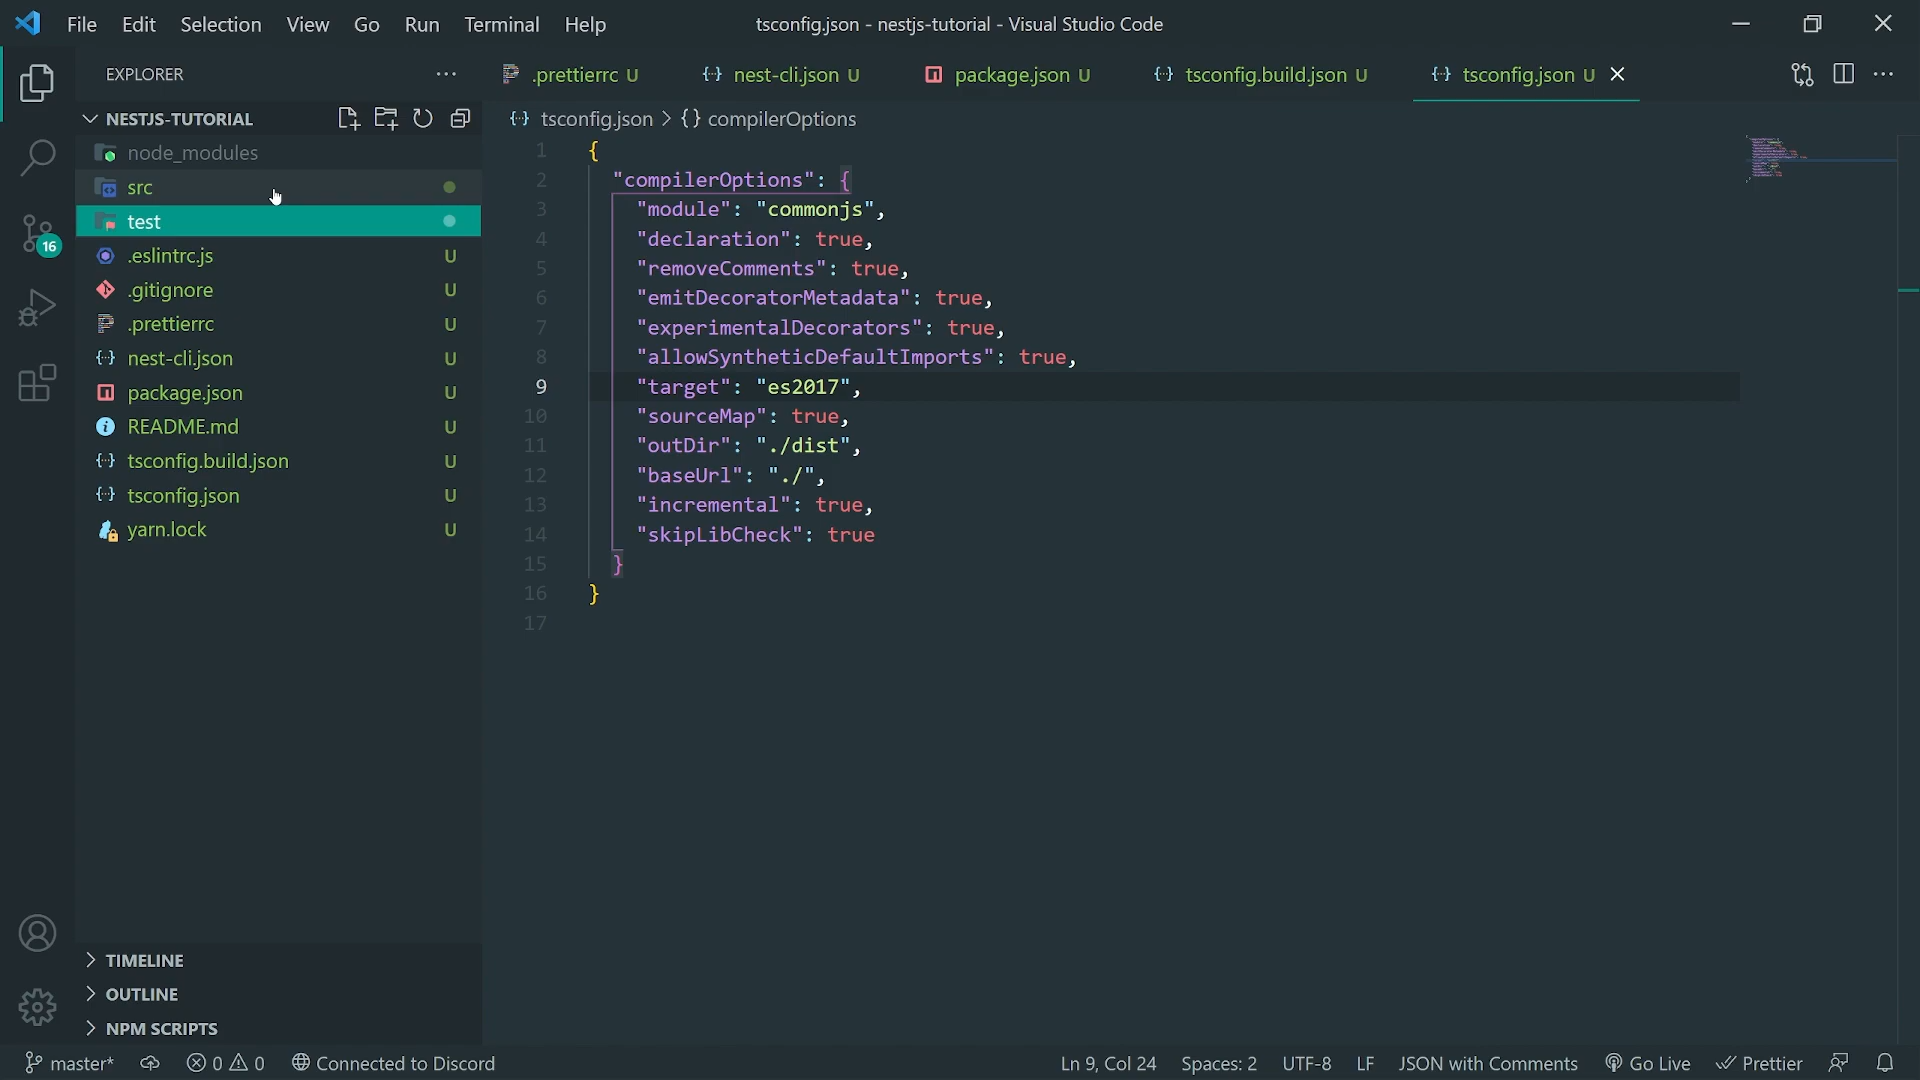 File Edit Selection View Go Run Terminal Help tsconfig.json - nestjs-tutorial - Visual Studio Code
EXPLORER
.prettierrc U nest-cli.json U package.json U tsconfig.build.json U tsconfig.json U
NESTJS-TUTORIAL
tsconfig.json > {} compilerOptions
node_modules
src
test
.eslintrc.js U
.gitignore U
.prettierrc U
nest-cli.json U
package.json U
README.md U
tsconfig.build.json U
tsconfig.json U
yarn.lock U
16
TIMELINE
OUTLINE
NPM SCRIPTS
1 {
2 "compilerOptions": {
3 "module": "commonjs",
4 "declaration": true,
5 "removeComments": true,
6 "emitDecoratorMetadata": true,
7 "experimentalDecorators": true,
8 "allowSyntheticDefaultImports": true,
9 "target": "es2017",
10 "sourceMap": true,
11 "outDir": "./dist",
12 "baseUrl": "./",
13 "incremental": true,
14 "skipLibCheck": true
15 }
16 }
17
master* 0 0 Connected to Discord Ln 9, Col 24 Spaces: 2 UTF-8 LF JSON with Comments Go Live Prettier